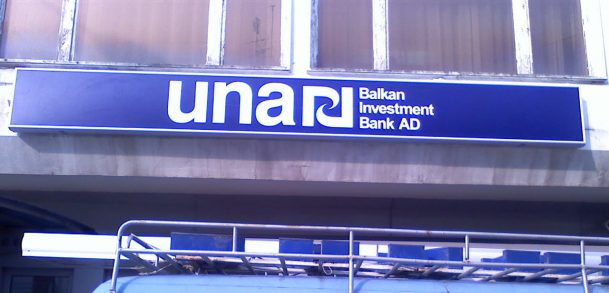 una
Balkan
Investment
Bank AD